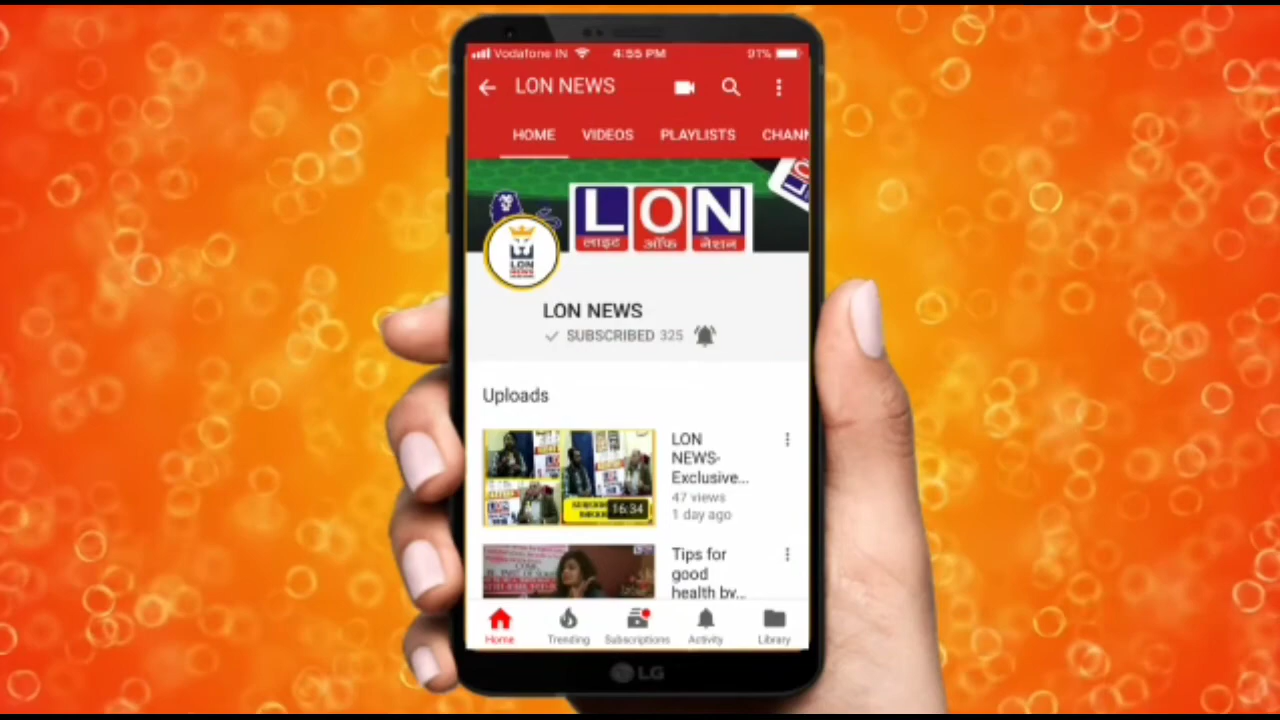 Vodafone IN 4:55 PM 91%
LON NEWS
HOME VIDEOS PLAYLISTS CHANN
LON
लाइट ऑफ नेशन
LON
NEWS
LON NEWS
SUBSCRIBED 325
Uploads
LON
NEWS-
Exclusive...
47 views
1 day ago
16:34
Tips for
good
health by...
Home Trending Subscriptions Activity Library
LG